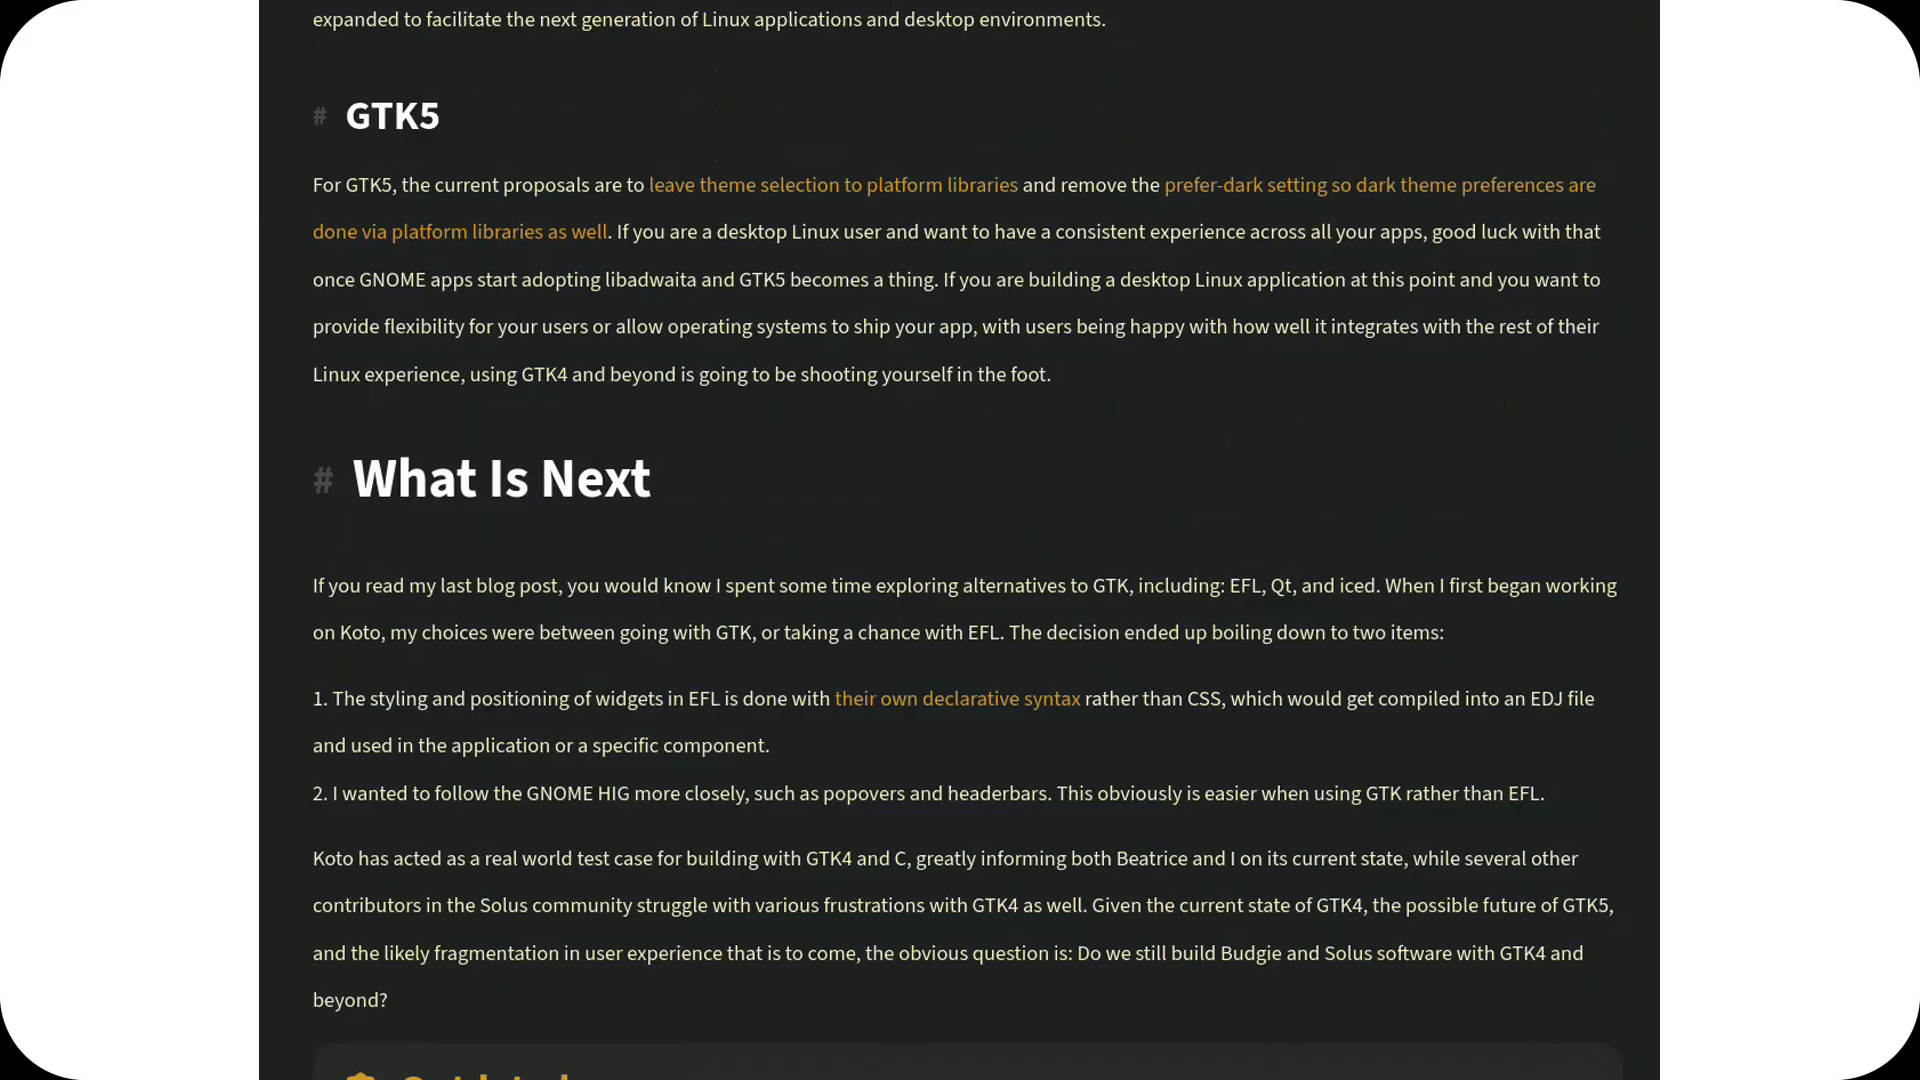 expanded to facilitate the next generation of Linux applications and desktop environments.
# GTK5
For GTK5, the current proposals are to leave theme selection to platform libraries and remove the prefer-dark setting so dark theme preferences are
done via platform libraries as well. If you are a desktop Linux user and want to have a consistent experience across all your apps, good luck with that
once GNOME apps start adopting libadwaita and GTK5 becomes a thing. If you are building a desktop Linux application at this point and you want to
provide flexibility for your users or allow operating systems to ship your app, with users being happy with how well it integrates with the rest of their
Linux experience, using GTK4 and beyond is going to be shooting yourself in the foot.
# What Is Next
If you read my last blog post, you would know I spent some time exploring alternatives to GTK, including: EFL, Qt, and iced. When I first began working
on Koto, my choices were between going with GTK, or taking a chance with EFL. The decision ended up boiling down to two items:
1. The styling and positioning of widgets in EFL is done with their own declarative syntax rather than CSS, which would get compiled into an EDJ file
and used in the application or a specific component.
2. I wanted to follow the GNOME HIG more closely, such as popovers and headerbars. This obviously is easier when using GTK rather than EFL.
Koto has acted as a real world test case for building with GTK4 and C, greatly informing both Beatrice and I on its current state, while several other
contributors in the Solus community struggle with various frustrations with GTK4 as well. Given the current state of GTK4, the possible future of GTK5,
and the likely fragmentation in user experience that is to come, the obvious question is: Do we still build Budgie and Solus software with GTK4 and
beyond?